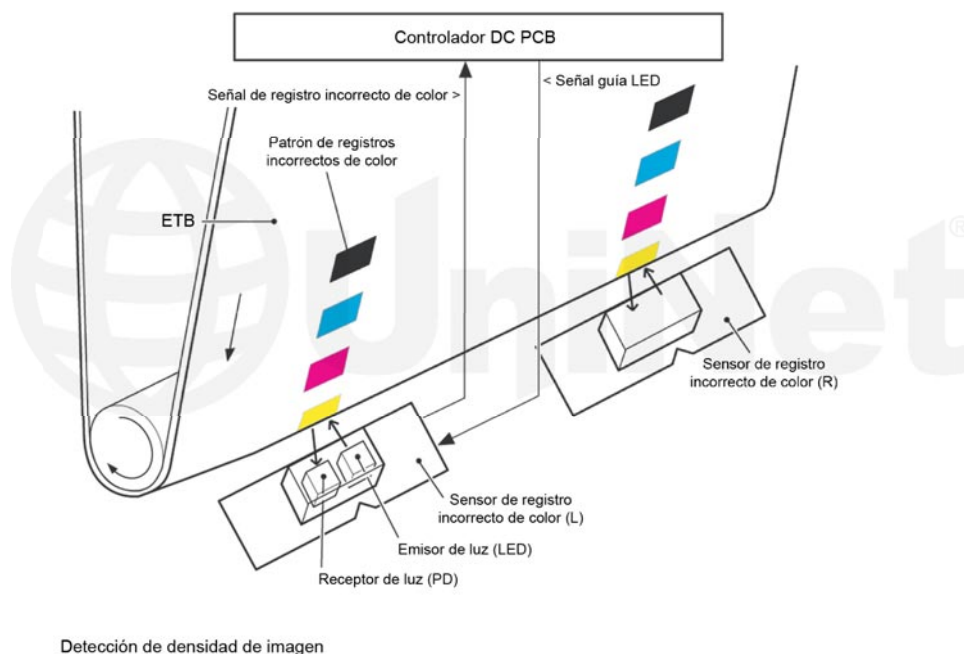 Controlador DC PCB
< Señal guía LED
Señal de registro incorrecto de color >
Patrón de registros
incorrectos de color
ETB
UniNet®
Sensor de registro
incorrecto de color (R)
Sensor de registro
incorrecto de color (L)
Emisor de luz (LED)
Receptor de luz (PD)
Detección de densidad de imagen